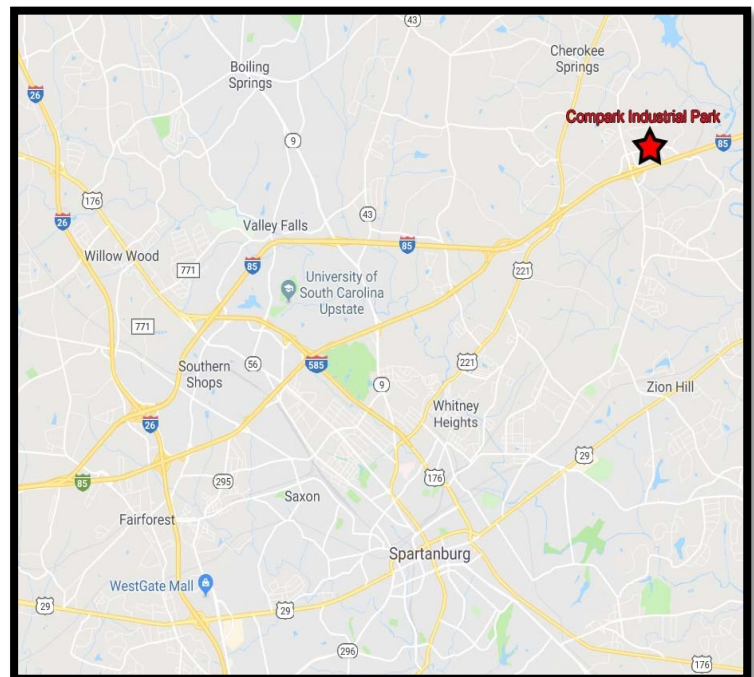 43
Boiling
Springs
Cherokee
Springs
26
Compark Industrial Park
85
9
176
26
43
Valley Falls
85
Willow Wood
771
85
221
University of
South Carolina
Upstate
771
585
56
221
Southern
Shops
9
Zion Hill
Whitney
Heights
26
29
176
85
295
Saxon
Fairforest
Spartanburg
WestGate Mall
29
29
296
176